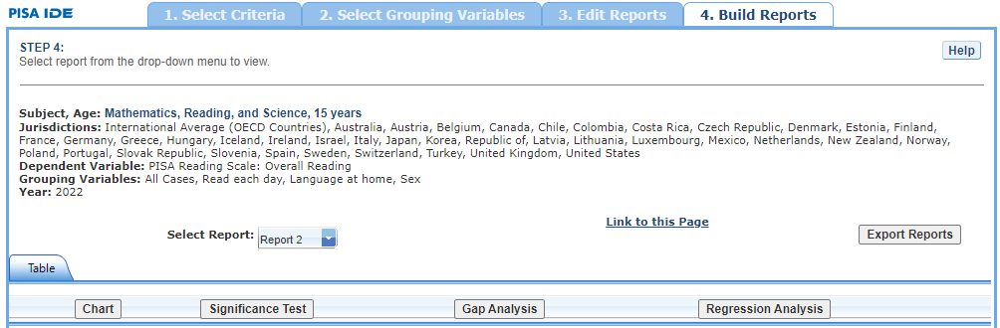 PISA IDE
1. Select Criteria
2. Select Grouping Variables
3. Edit Reports
4. Build Reports
STEP 4:
Select report from the drop-down menu to view.
Help
Subject, Age: Mathematics, Reading, and Science, 15 years
Jurisdictions: International Average (OECD Countries), Australia, Austria, Belgium, Canada, Chile, Colombia, Costa Rica, Czech Republic, Denmark, Estonia, Finland,
France, Germany, Greece, Hungary, Iceland, Ireland, Israel, Italy, Japan, Korea, Republic of, Latvia, Lithuania, Luxembourg, Mexico, Netherlands, New Zealand, Norway,
Poland, Portugal, Slovak Republic, Slovenia, Spain, Sweden, Switzerland, Turkey, United Kingdom, United States
Dependent Variable: PISA Reading Scale: Overall Reading
Grouping Variables: All Cases, Read each day, Language at home, Sex
Year: 2022
Link to this Page
Select Report: Report 2
Export Reports
Table
Chart
Significance Test
Gap Analysis
Regression Analysis